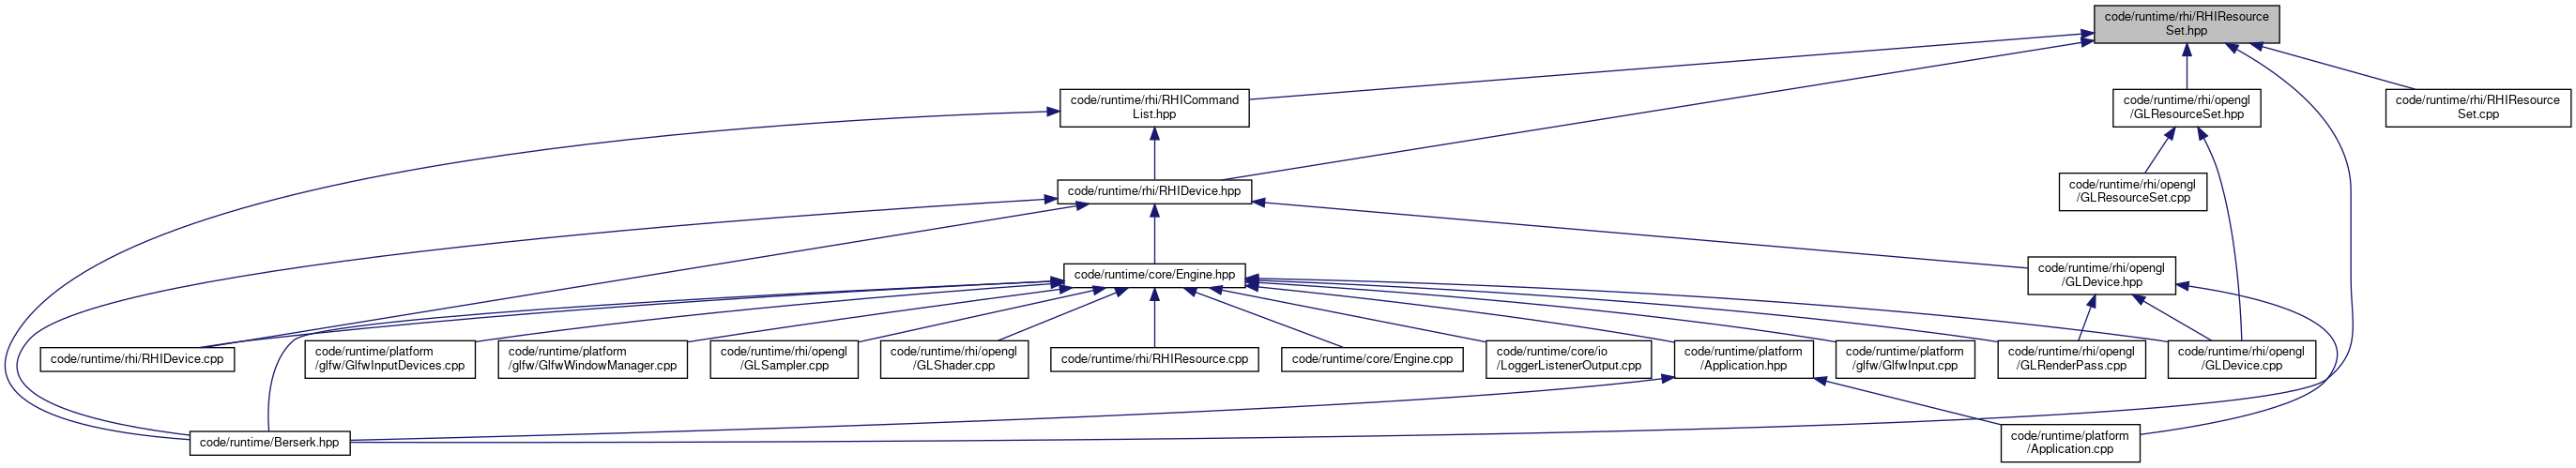 code/runtime/rhi/RHIResource
Set.hpp
code/runtime/rhi/RHICommand
List.hpp
code/runtime/rhi/opengl
/GLResourceSet.hpp
code/runtime/rhi/RHIResource
Set.cpp
code/runtime/rhi/RHIDevice.hpp
code/runtime/rhi/opengl
/GLResourceSet.cpp
code/runtime/core/Engine.hpp
code/runtime/rhi/opengl
/GLDevice.hpp
code/runtime/rhi/RHIDevice.cpp
code/runtime/platform
/glfw/GlfwInputDevices.cpp
code/runtime/platform
/glfw/GlfwWindowManager.cpp
code/runtime/rhi/opengl
/GLSampler.cpp
code/runtime/rhi/opengl
/GLShader.cpp
code/runtime/rhi/RHIResource.cpp
code/runtime/core/Engine.cpp
code/runtime/core/io
/LoggerListenerOutput.cpp
code/runtime/platform
/Application.hpp
code/runtime/platform
/glfw/GlfwInput.cpp
code/runtime/rhi/opengl
/GLRenderPass.cpp
code/runtime/rhi/opengl
/GLDevice.cpp
code/runtime/Berserk.hpp
code/runtime/platform
/Application.cpp